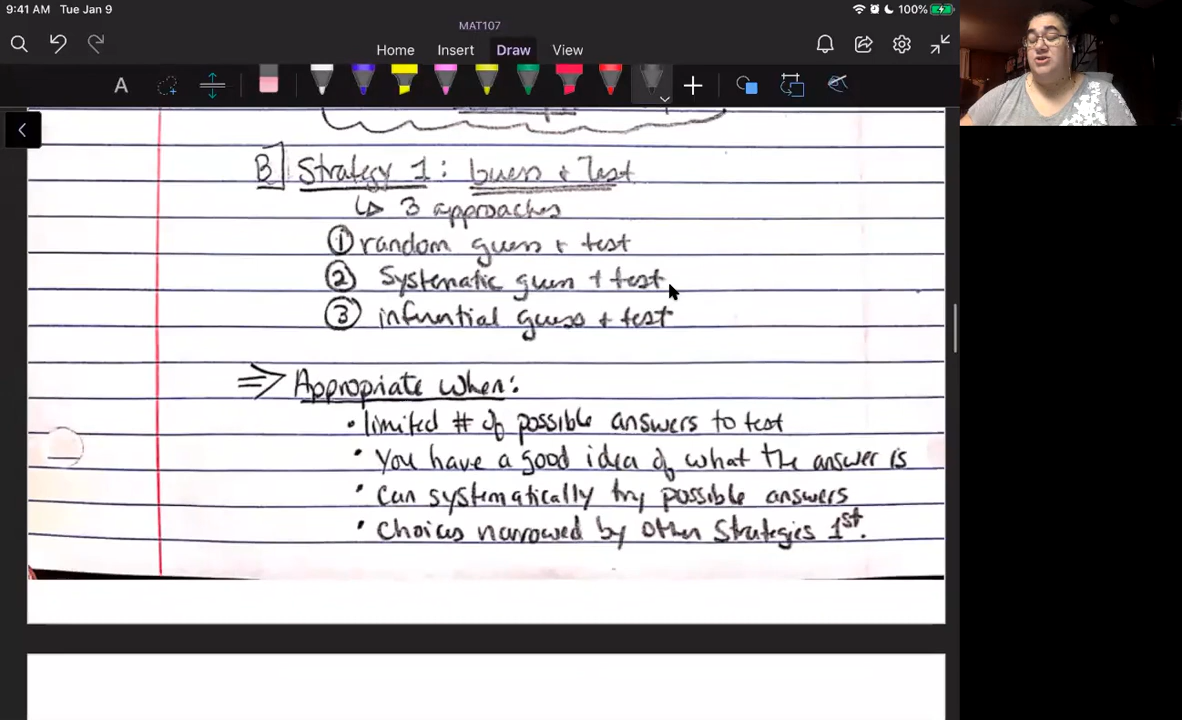 9:41 AM Tue Jan 9
100%
MAT107
Home Insert Draw View
A
B Strategy 1: Guess + Test
↳ 3 approaches
① random guess + test
② Systematic guess + test
③ inferential guess + test
⇒ Appropriate When:
• limited # of possible answers to test
• You have a good idea of what the answer is
• Can systematically try possible answers
• Choices narrowed by other Strategies 1st.